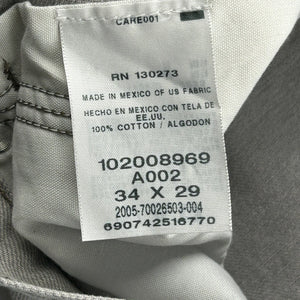 CARE001
RN 130273
MADE IN MEXICO OF US FABRIC
HECHO EN MEXICO CON TELA DE
EE.UU.
100% COTTON / ALGODON
102008969
A002
34 X 29
2005-70026503-004
690742516770